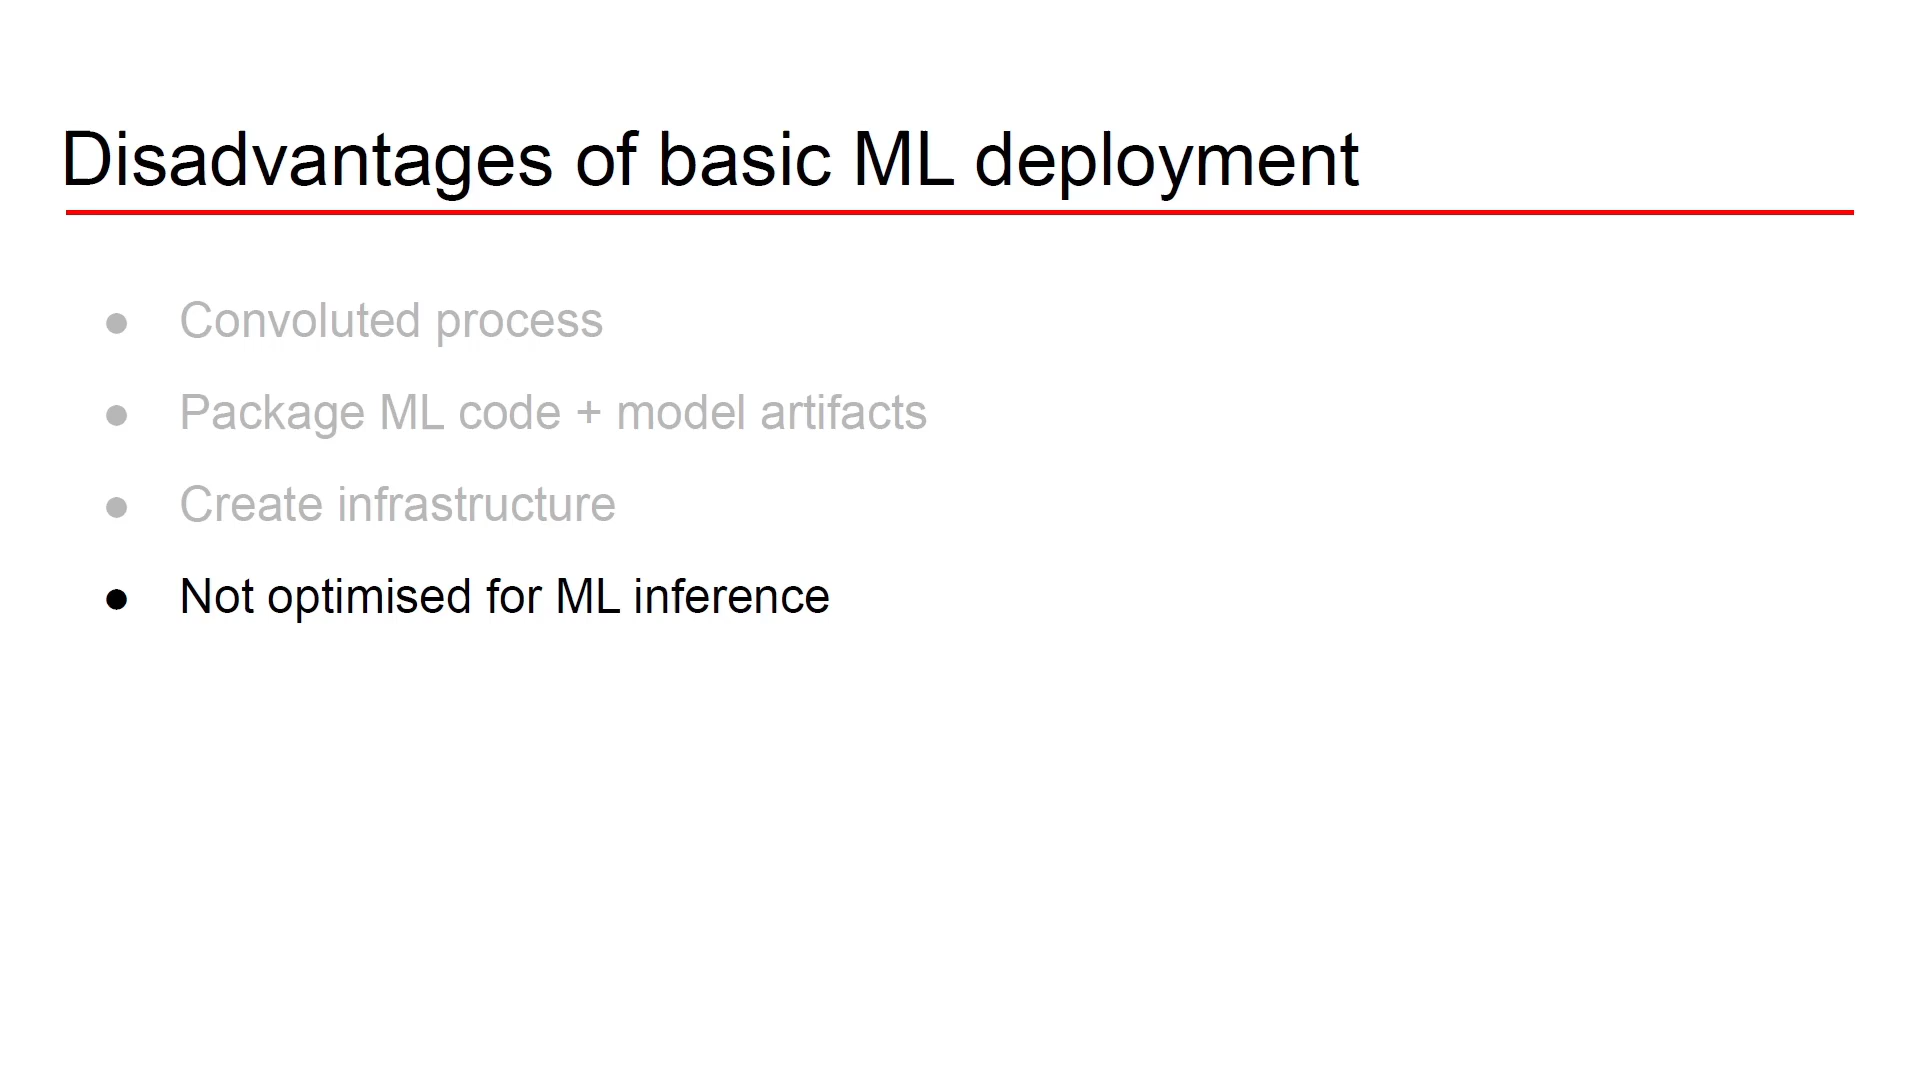 Disadvantages of basic ML deployment
● Convoluted process
● Package ML code + model artifacts
● Create infrastructure
● Not optimised for ML inference